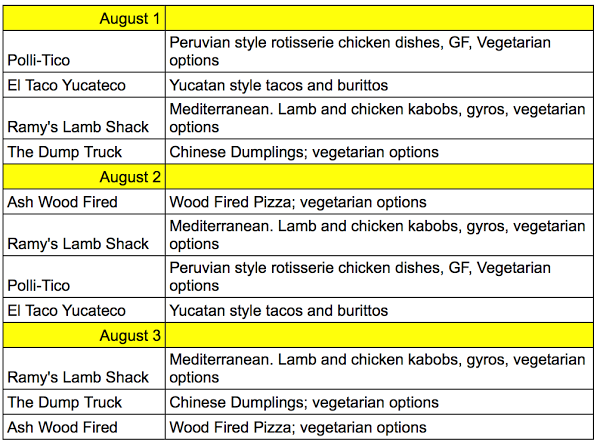 August 1
Peruvian style rotisserie chicken dishes, GF, Vegetarian
Polli-Tico options
El Taco Yucateco Yucatan style tacos and burittos
Mediterranean. Lamb and chicken kabobs, gyros, vegetarian
Ramy's Lamb Shack options
The Dump Truck Chinese Dumplings; vegetarian options
August 2
Ash Wood Fired Wood Fired Pizza; vegetarian options
Mediterranean. Lamb and chicken kabobs, gyros, vegetarian
Ramy's Lamb Shack options
Peruvian style rotisserie chicken dishes, GF, Vegetarian
Polli-Tico options
El Taco Yucateco Yucatan style tacos and burittos
August 3
Mediterranean. Lamb and chicken kabobs, gyros, vegetarian
Ramy's Lamb Shack options
The Dump Truck Chinese Dumplings; vegetarian options
Ash Wood Fired Wood Fired Pizza; vegetarian options